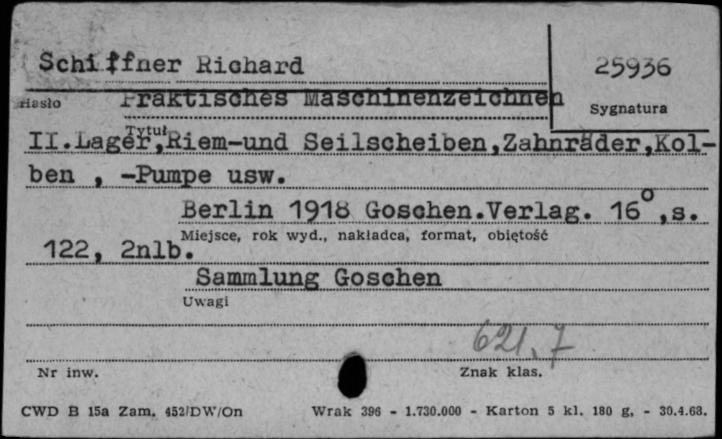 Schiffner Richard
25936
Hasło
Praktisches Maschinenzeichnen
Sygnatura
Tytuł
II.Lager,Riem-und Seilscheiben,Zahnräder,Kol-
ben , -Pumpe usw.
Berlin 1918 Goschen.Verlag. 16°,s.
Miejsce, rok wyd., nakładca, format, objętość
122, 2nlb.
Sammlung Goschen
Uwagi
621.7
Nr inw.
Znak klas.
CWD B 15a Zam. 452/DW/On
Wrak 396 - 1.730.000 - Karton 5 kl. 180 g. - 30.4.68.